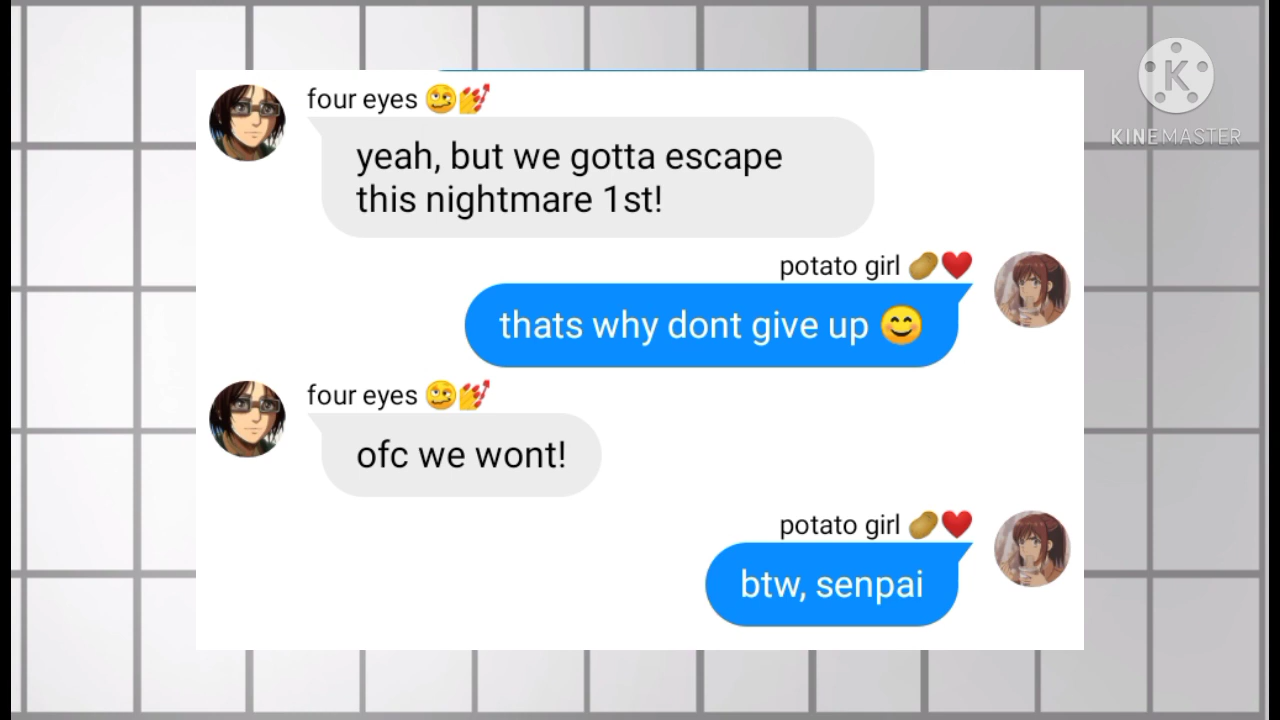 four eyes 🥴💅
yeah, but we gotta escape
this nightmare 1st!
potato girl 🥔❤️
thats why dont give up 😊
four eyes 🥴💅
ofc we wont!
potato girl 🥔❤️
btw, senpai
K
KINEMASTER